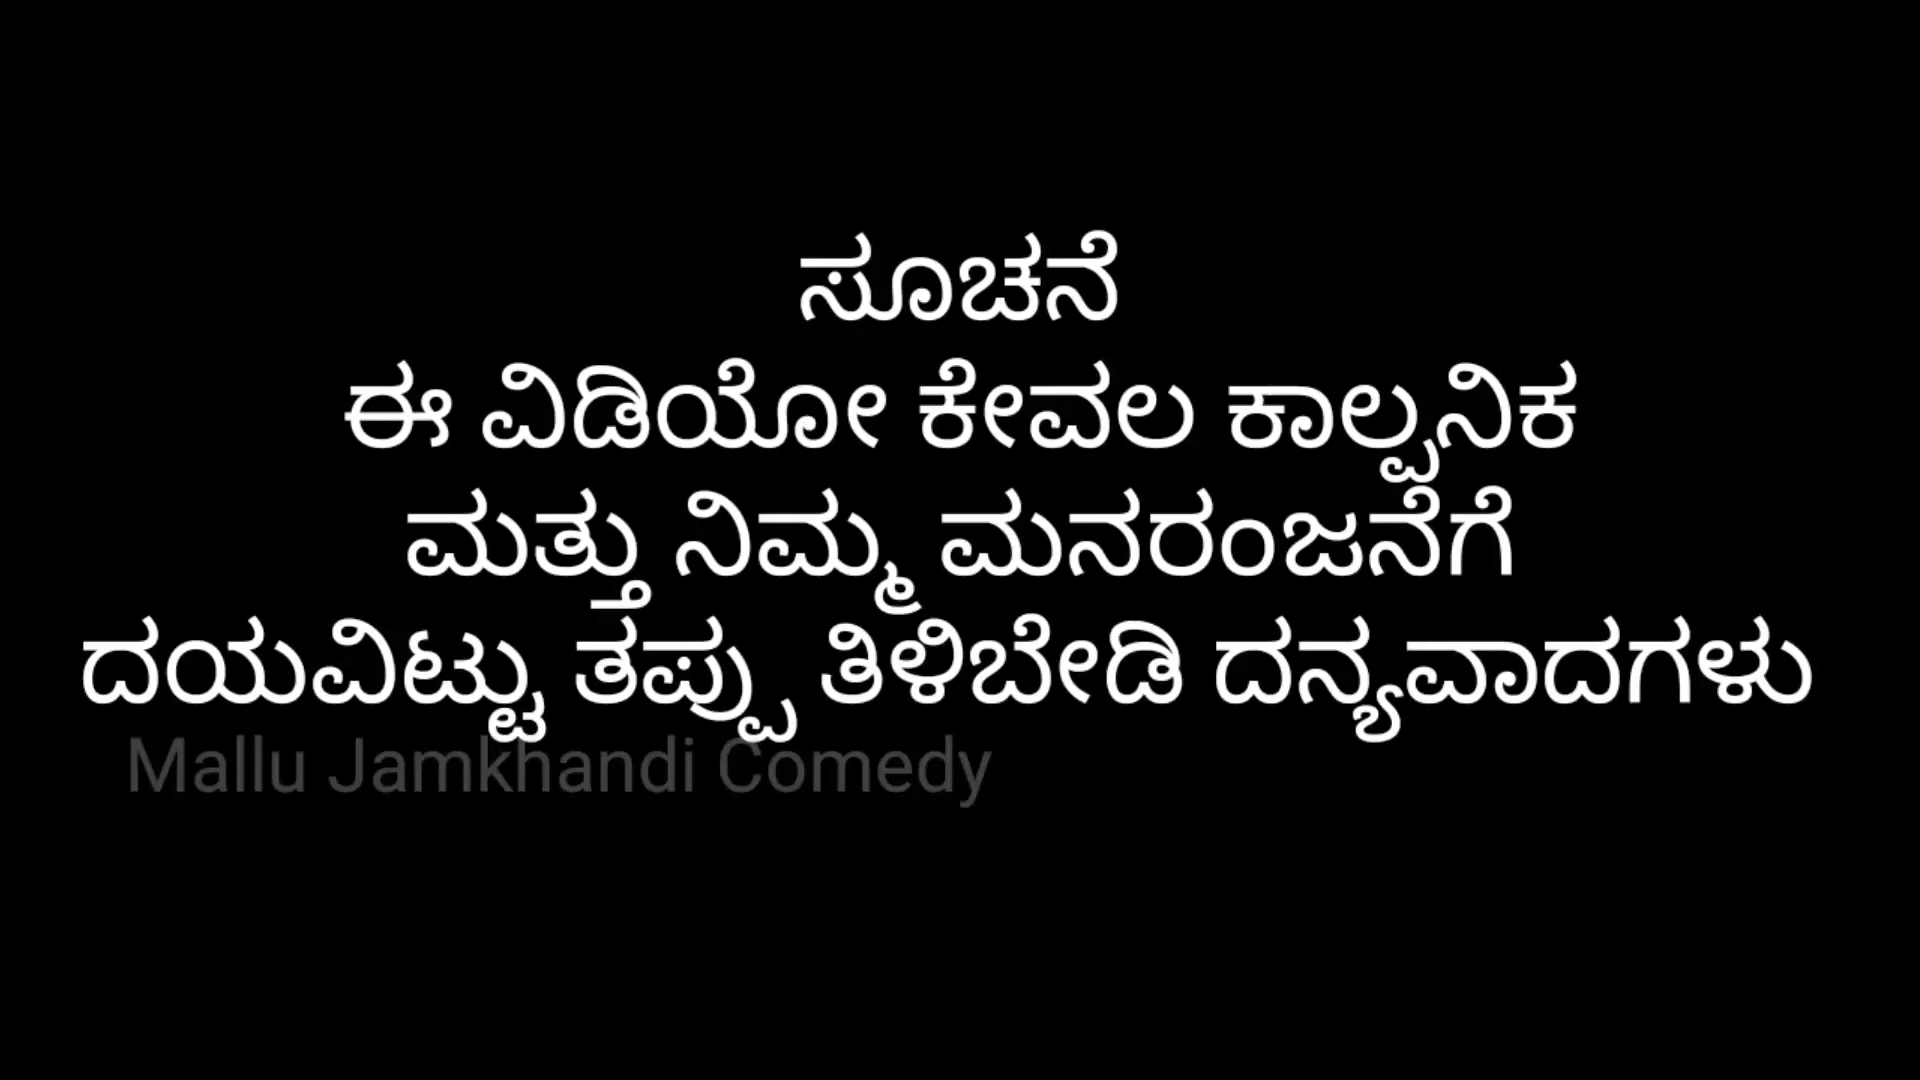 ಸೂಚನೆ
ಈ ವಿಡಿಯೋ ಕೇವಲ ಕಾಲ್ಪನಿಕ
ಮತ್ತು ನಿಮ್ಮ ಮನರಂಜನೆಗೆ
ದಯವಿಟ್ಟು ತಪ್ಪು ತಿಳಿಬೇಡಿ ದನ್ಯವಾದಗಳು
Mallu Jamkhandi Comedy